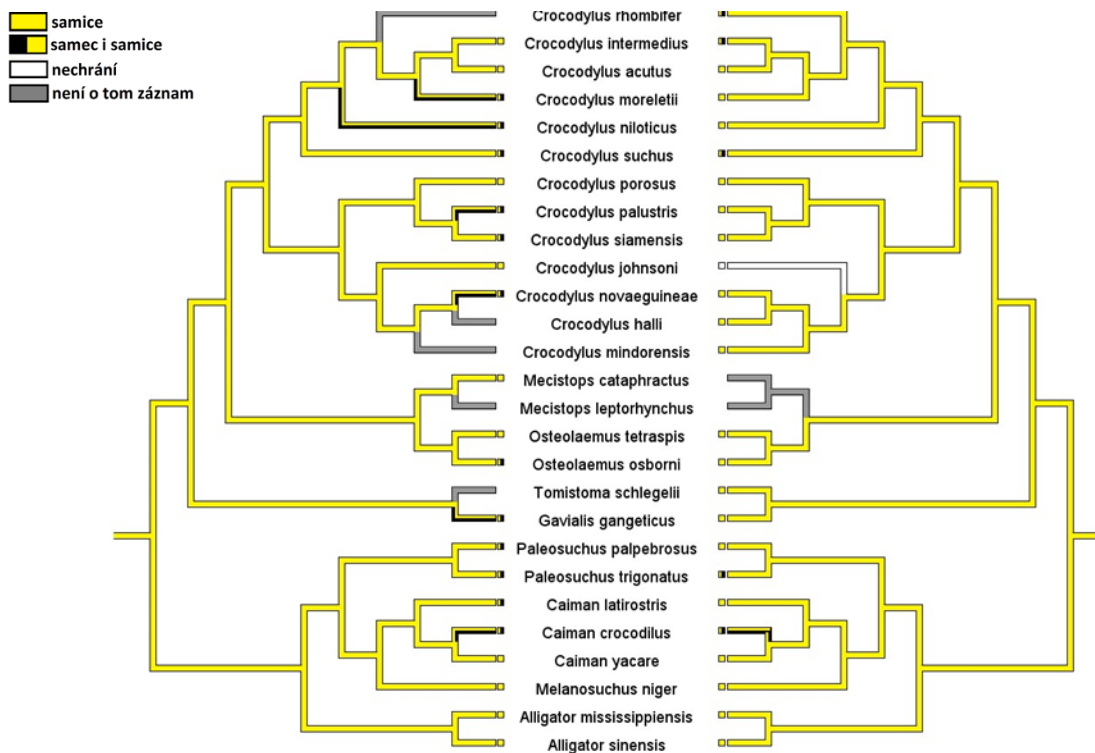 samice
samec i samice
nechrání
není o tom záznam
Crocodylus rhombifer
Crocodylus intermedius
Crocodylus acutus
Crocodylus moreletii
Crocodylus niloticus
Crocodylus suchus
Crocodylus porosus
Crocodylus palustris
Crocodylus siamensis
Crocodylus johnsoni
Crocodylus novaeguineae
Crocodylus halli
Crocodylus mindorensis
Mecistops cataphractus
Mecistops leptorhynchus
Osteolaemus tetraspis
Osteolaemus osborni
Tomistoma schlegelii
Gavialis gangeticus
Paleosuchus palpebrosus
Paleosuchus trigonatus
Caiman latirostris
Caiman crocodilus
Caiman yacare
Melanosuchus niger
Alligator mississippiensis
Alligator sinensis